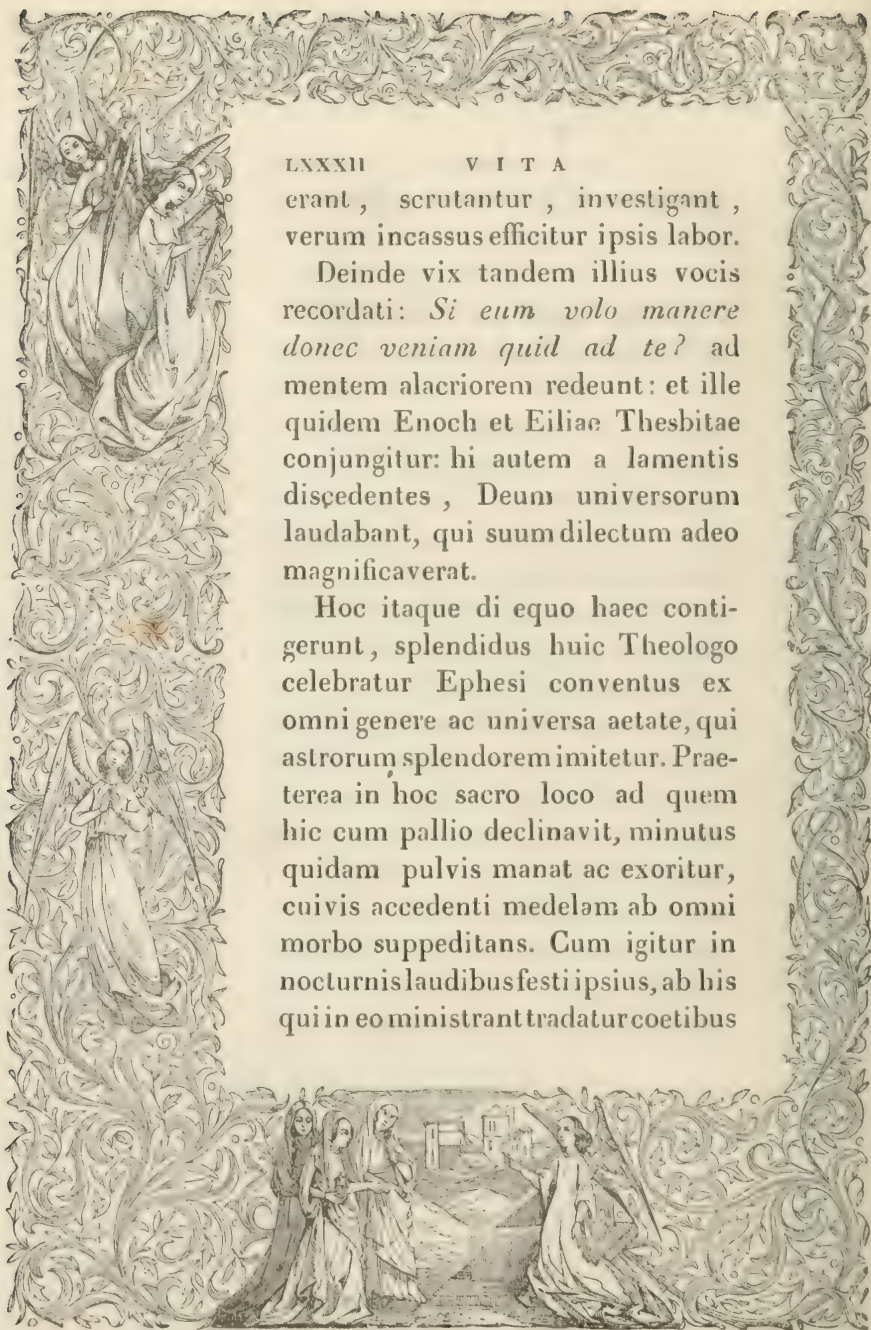 LXXXII VITA
erant, scrutantur, investigant,
verum incassus efficitur ipsis labor.
Deinde vix tandem illius vocis
recordati: Si eum volo manere
donec veniam quid ad te? ad
mentem alacriorem redeunt: et ille
quidem Enoch et Eiliae Thesbitae
conjungitur: hi autem a lamentis
discedentes, Deum universorum
laudabant, qui suum dilectum adeo
magnificaverat.
Hoc itaque di equo haec conti-
gerunt, splendidus huic Theologo
celebratur Ephesi conventus ex
omni genere ac universa aetate, qui
astrorum splendorem imitetur. Prae-
terea in hoc sacro loco ad quem
hic cum pallio declinavit, minutus
quidam pulvis manat ac exoritur,
cuivis accedenti medelam ab omni
morbo suppeditans. Cum igitur in
nocturnis laudibus festi ipsius, ab his
qui in eo ministrant tradatur coetibus